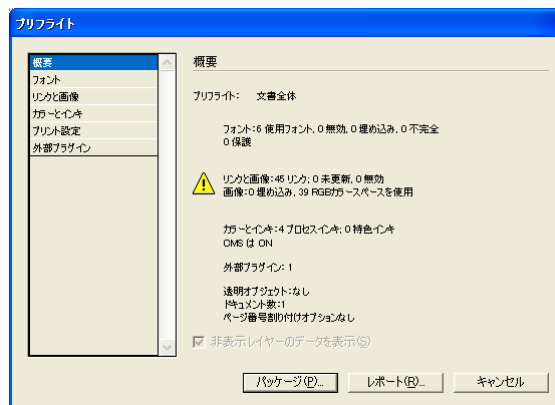 プリフライト
概要
フォント
リンクと画像
カラーとインキ
プリント設定
外部プラグイン
概要
プリフライト: 文書全体
フォント:6 使用フォント, 0 無効, 0 埋め込み, 0 不完全
0 保護
リンクと画像:45 リンク; 0 未更新, 0 無効
画像:0 埋め込み, 39 RGBカラースペースを使用
カラーとインキ:4 プロセスインキ; 0 特色インキ
CMS は ON
外部プラグイン: 1
透明オブジェクト:なし
ドキュメント数:1
ページ番号割り付けオプションなし
非表示レイヤーのデータを表示(S)
パッケージ(P)...
レポート(R)...
キャンセル